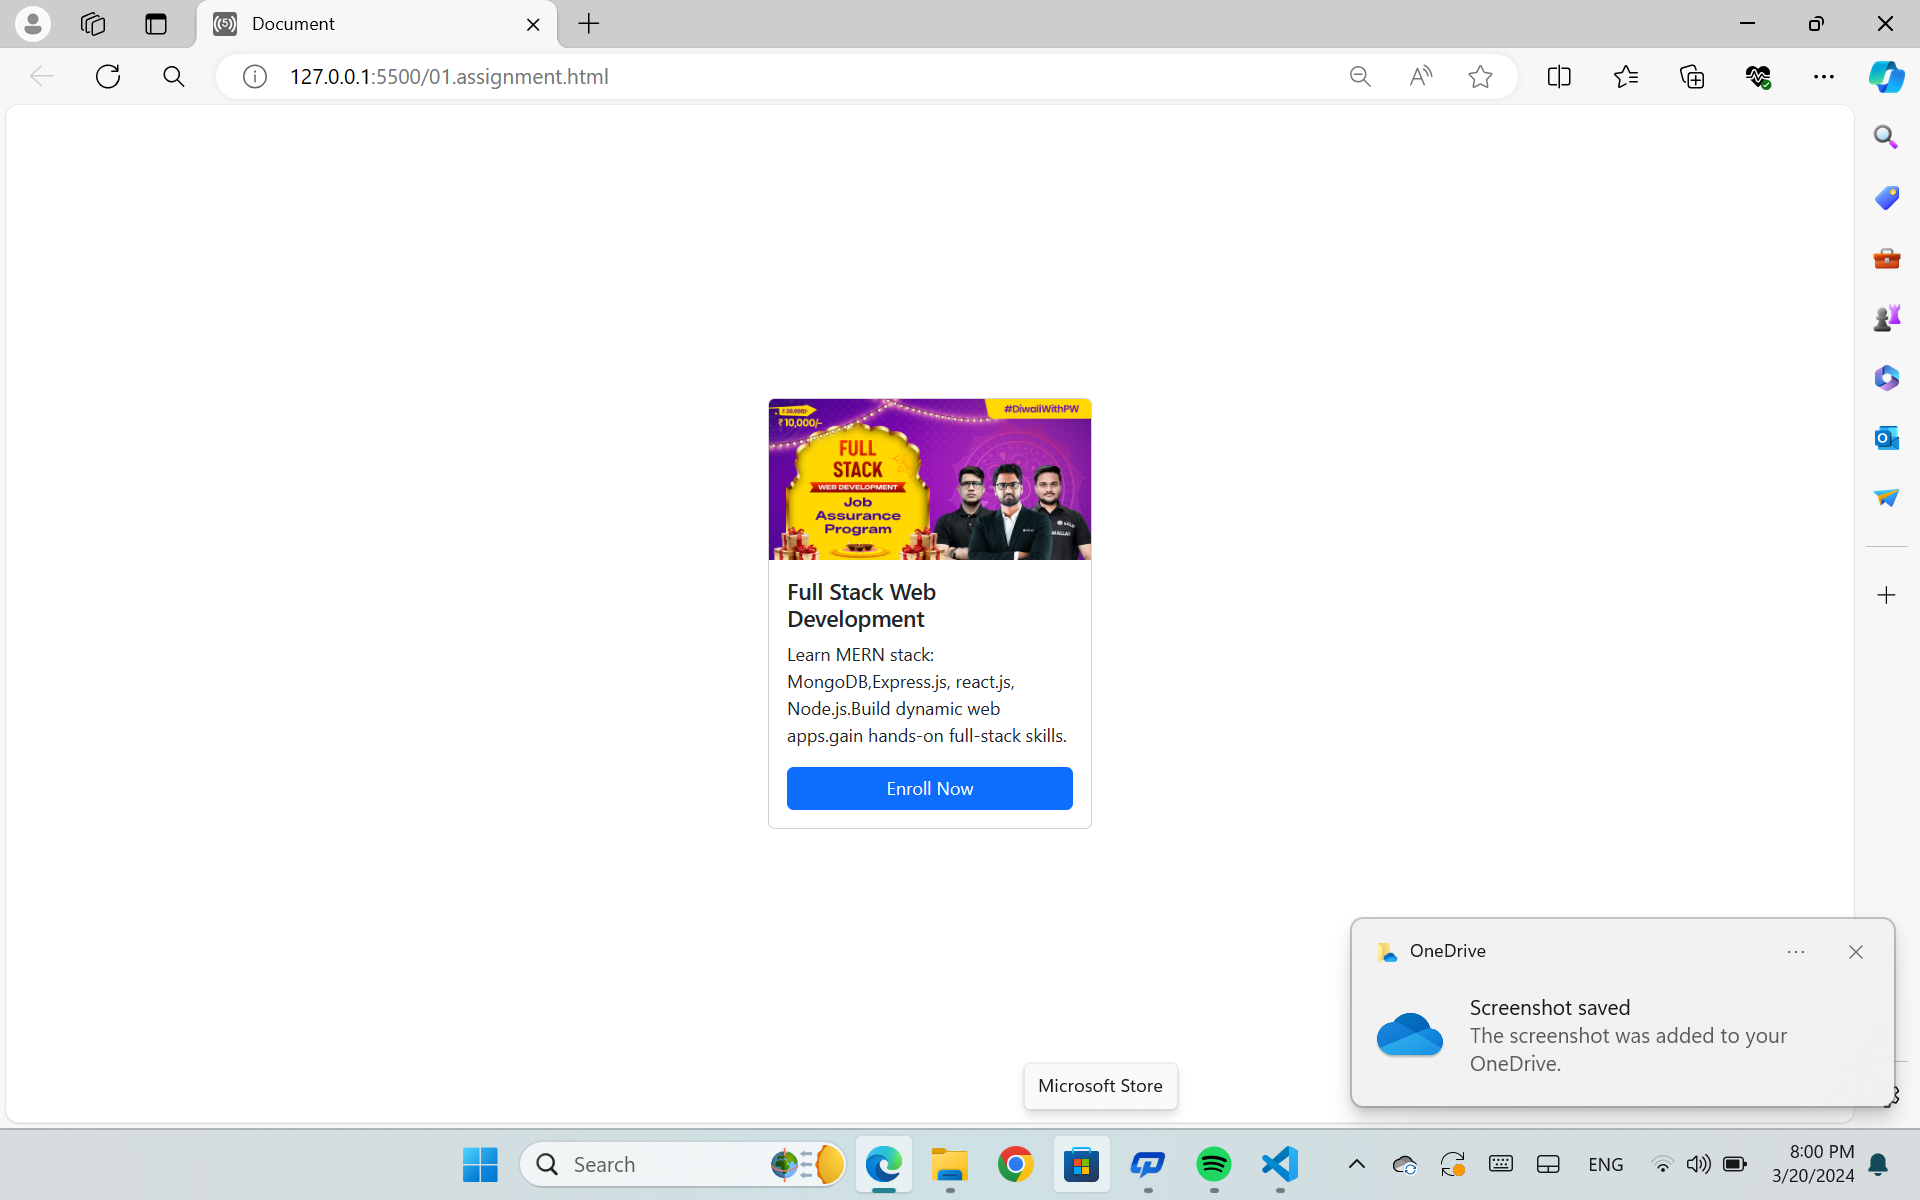 Document
127.0.0.1:5500/01.assignment.html
₹ 20,000/-
₹ 10,000/-
#DiwaliWithPW
FULL
STACK
WEB DEVELOPMENT
Job
Assurance
Program
Full Stack Web
Development
Learn MERN stack:
MongoDB,Express.js, react.js,
Node.js.Build dynamic web
apps.gain hands-on full-stack skills.
Enroll Now
OneDrive
Screenshot saved
The screenshot was added to your
OneDrive.
Microsoft Store
Search
ENG
8:00 PM
3/20/2024